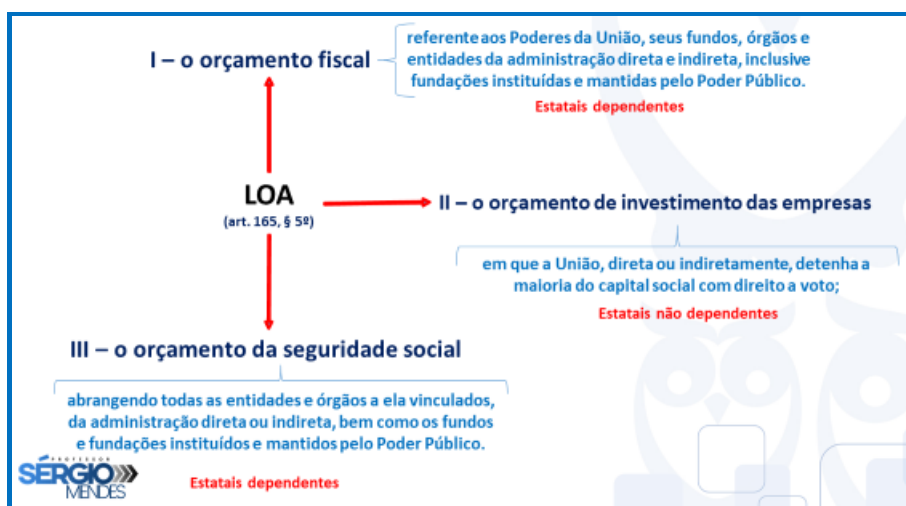 I – o orçamento fiscal
referente aos Poderes da União, seus fundos, órgãos e
entidades da administração direta e indireta, inclusive
fundações instituídas e mantidas pelo Poder Público.
Estatais dependentes
LOA
(art. 165, § 5º)
II – o orçamento de investimento das empresas
em que a União, direta ou indiretamente, detenha a
maioria do capital social com direito a voto;
Estatais não dependentes
III – o orçamento da seguridade social
abrangendo todas as entidades e órgãos a ela vinculados,
da administração direta ou indireta, bem como os fundos
e fundações instituídos e mantidos pelo Poder Público.
Estatais dependentes
PROFESSOR
SÉRGIO
MENDES